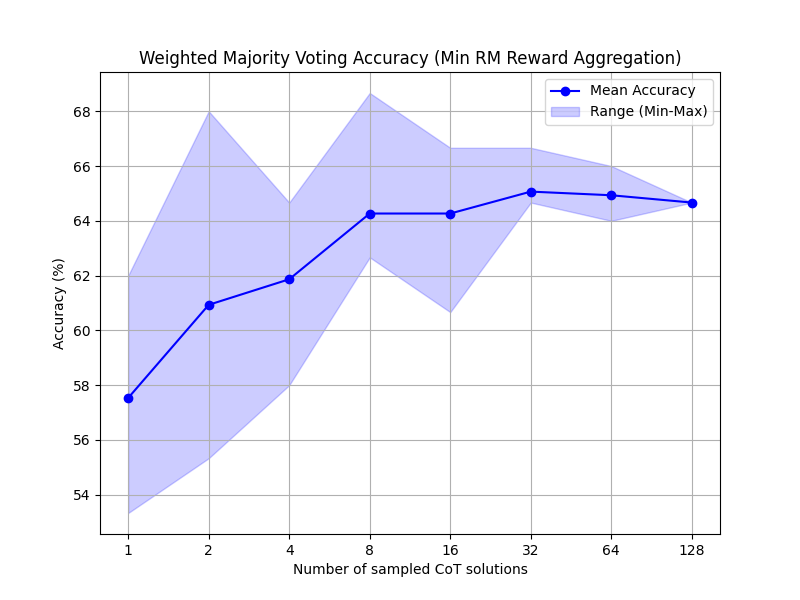 Weighted Majority Voting Accuracy (Min RM Reward Aggregation)
Mean Accuracy
Range (Min-Max)
68
66
64
62
60
58
56
54
Accuracy (%)
1 2 4 8 16 32 64 128
Number of sampled CoT solutions